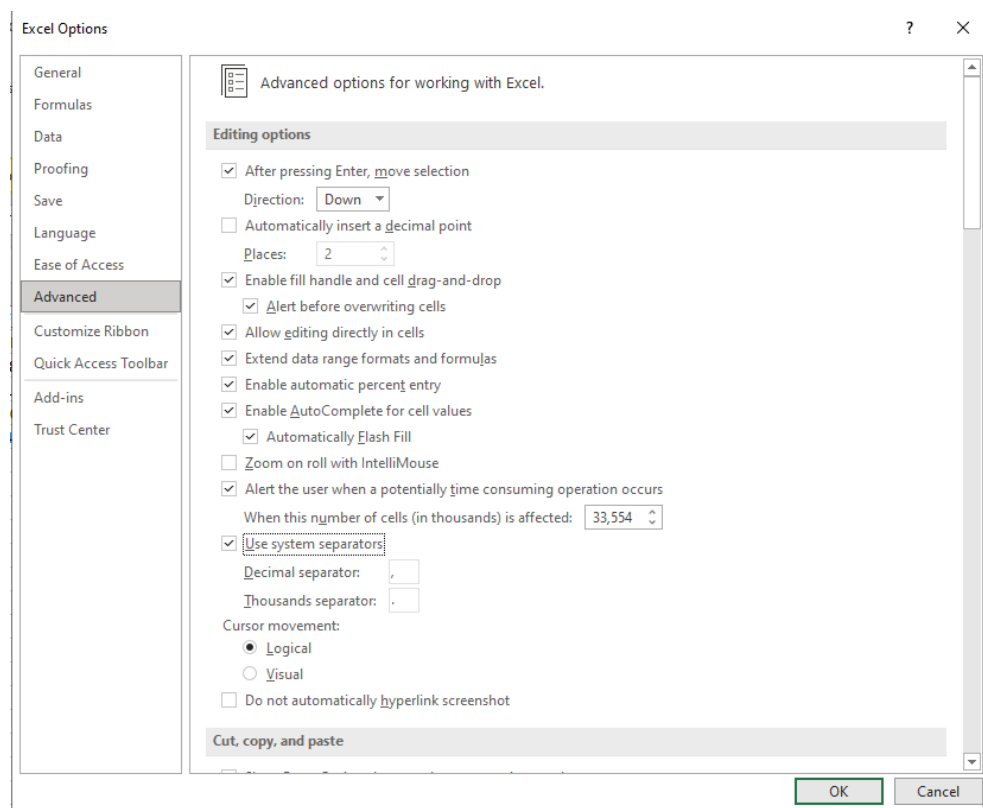 Excel Options
General
Formulas
Data
Proofing
Save
Language
Ease of Access
Advanced
Customize Ribbon
Quick Access Toolbar
Add-ins
Trust Center
Advanced options for working with Excel.
Editing options
After pressing Enter, move selection
Direction: Down
Automatically insert a decimal point
Places: 2
Enable fill handle and cell drag-and-drop
Alert before overwriting cells
Allow editing directly in cells
Extend data range formats and formulas
Enable automatic percent entry
Enable AutoComplete for cell values
Automatically Flash Fill
Zoom on roll with IntelliMouse
Alert the user when a potentially time consuming operation occurs
When this number of cells (in thousands) is affected: 33,554
Use system separators
Decimal separator: ,
Thousands separator: .
Cursor movement:
Logical
Visual
Do not automatically hyperlink screenshot
Cut, copy, and paste
OK Cancel